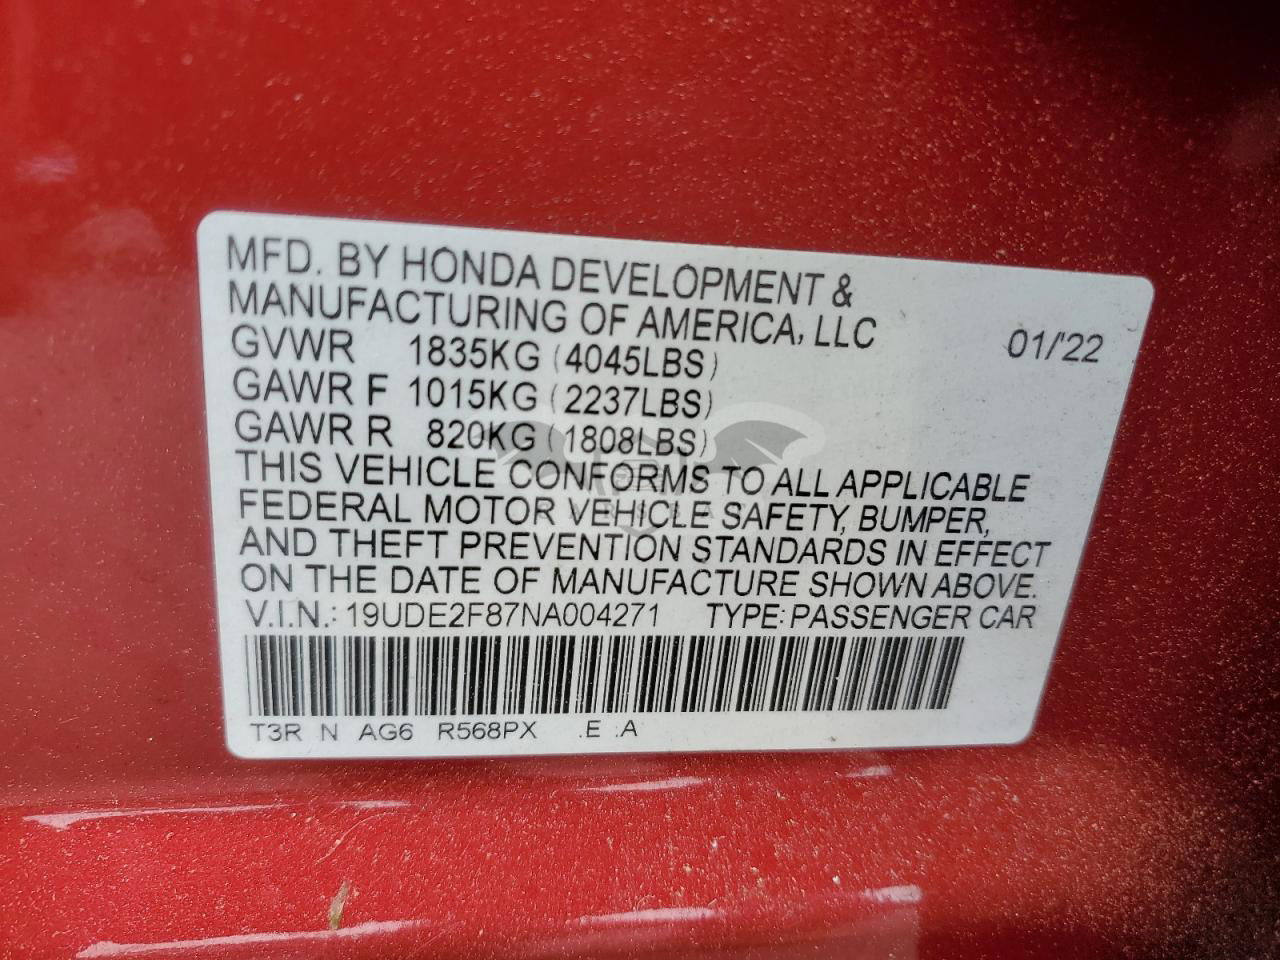 MFD. BY HONDA DEVELOPMENT &
MANUFACTURING OF AMERICA, LLC
01/'22
GVWR 1835KG (4045LBS)
GAWR F 1015KG (2237LBS)
GAWR R 820KG (1808LBS)
THIS VEHICLE CONFORMS TO ALL APPLICABLE
FEDERAL MOTOR VEHICLE SAFETY, BUMPER,
AND THEFT PREVENTION STANDARDS IN EFFECT
ON THE DATE OF MANUFACTURE SHOWN ABOVE.
V.I.N.: 19UDE2F87NA004271 TYPE: PASSENGER CAR
T3R N AG6 R568PX .E .A